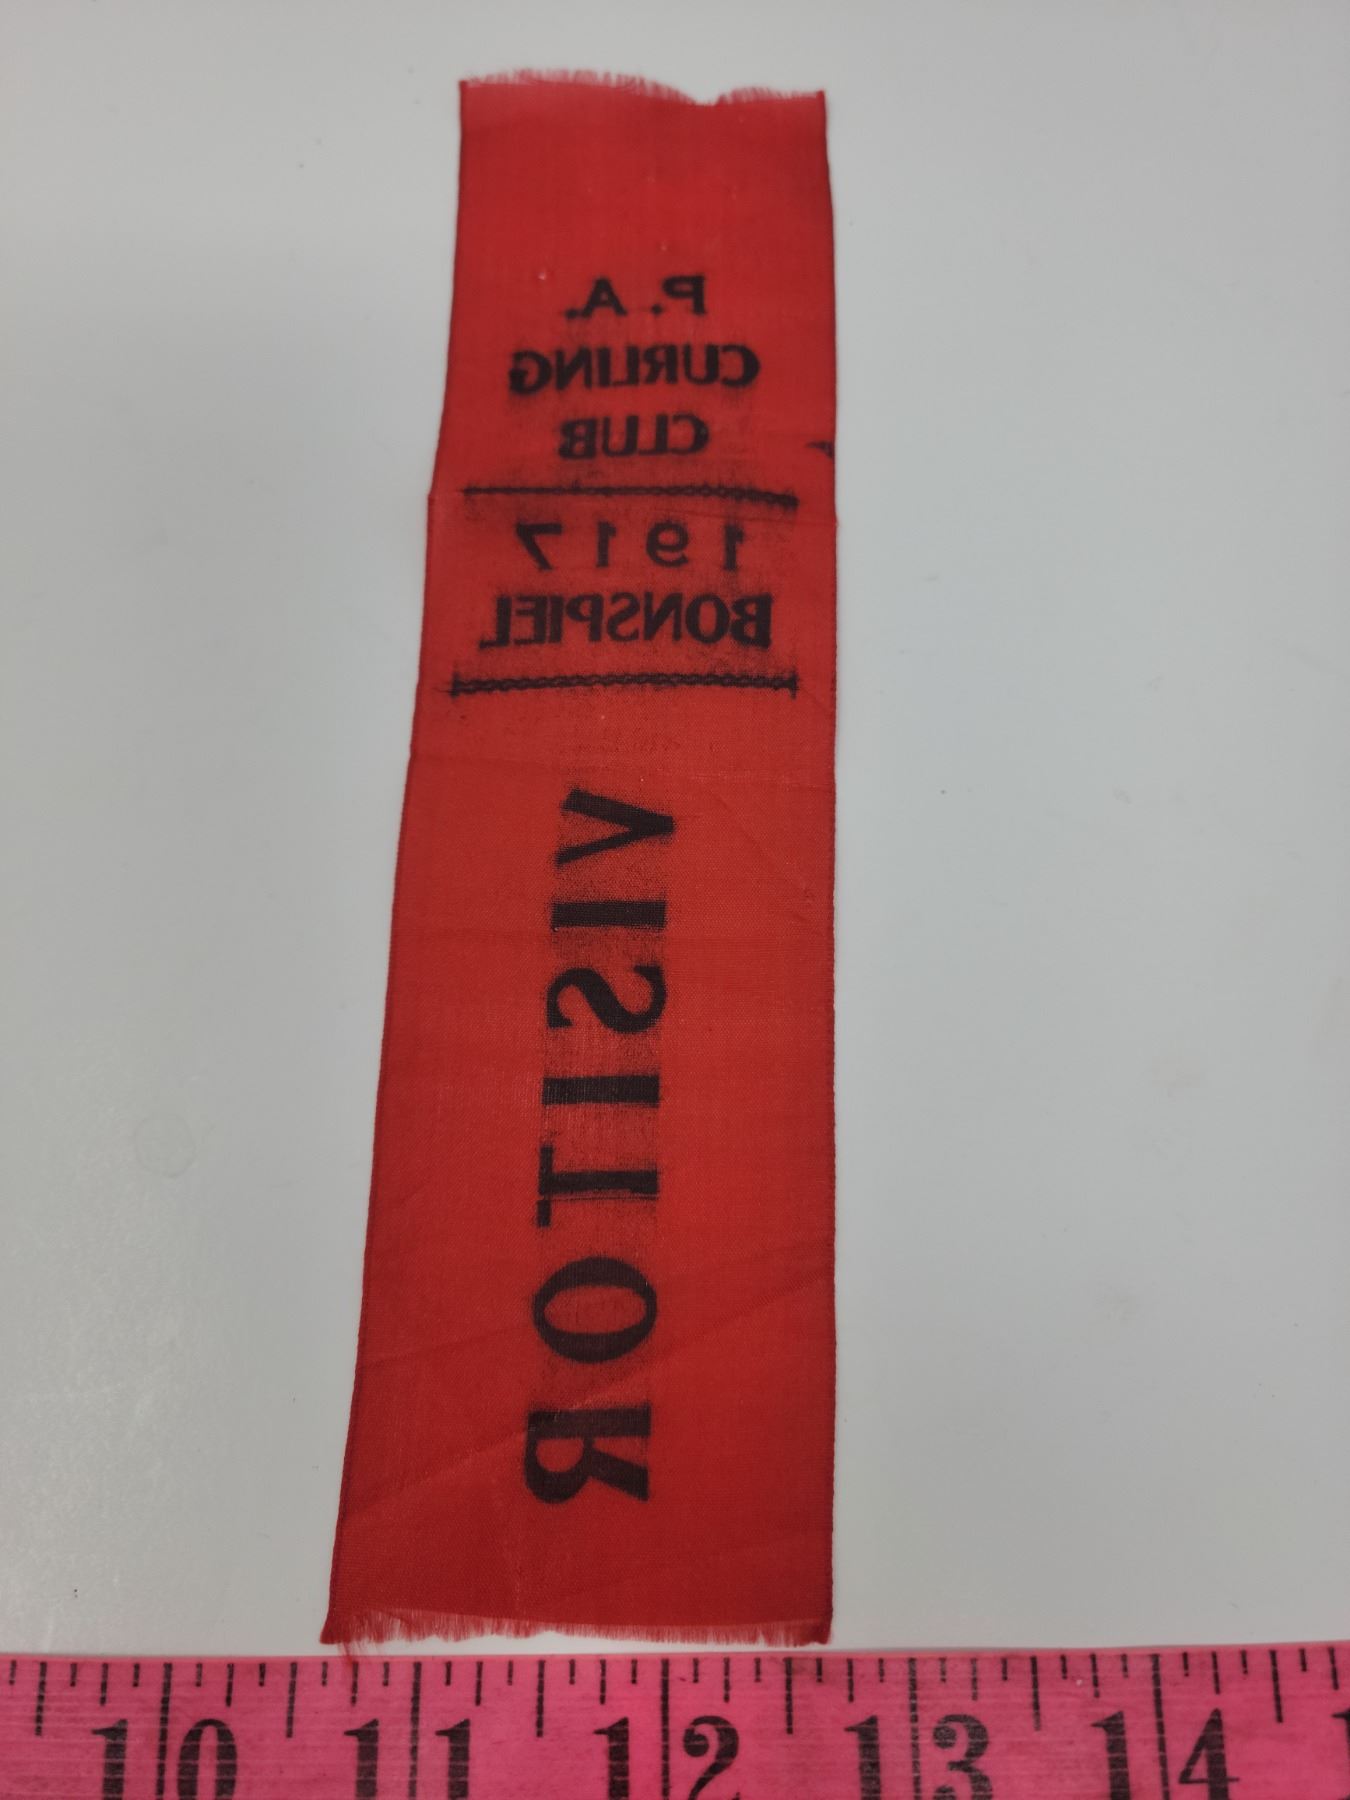 P. A.
CURLING
CLUB
1917
BONSPIEL
VISITOR
10 11 12 13 14